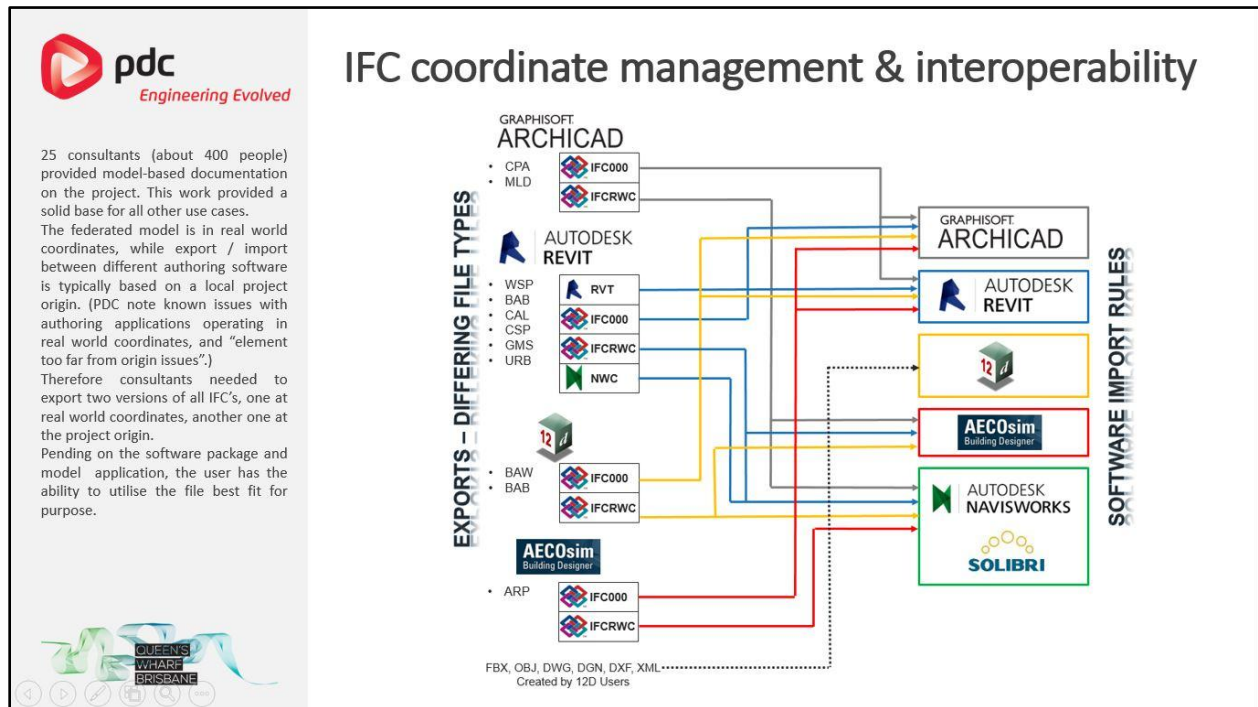 pdc
Engineering Evolved
IFC coordinate management & interoperability
25 consultants (about 400 people)
provided model-based documentation
on the project. This work provided a
solid base for all other use cases.
The federated model is in real world
coordinates, while export / import
between different authoring software
is typically based on a local project
origin. (PDC note known issues with
authoring applications operating in
real world coordinates, and “element
too far from origin issues”.)
Therefore consultants needed to
export two versions of all IFC’s, one at
real world coordinates, another one at
the project origin.
Pending on the software package and
model application, the user has the
ability to utilise the file best fit for
purpose.
QUEEN'S
WHARF
BRISBANE
EXPORTS – DIFFERING FILE TYPES
GRAPHISOFT.
ARCHICAD
• CPA
• MLD
IFC000
IFCRWC
AUTODESK
REVIT
• WSP
• BAB
• CAL
• CSP
• GMS
• URB
RVT
IFC000
IFCRWC
NWC
12d
• BAW
• BAB
IFC000
IFCRWC
AECOsim
Building Designer
• ARP
IFC000
IFCRWC
FBX, OBJ, DWG, DGN, DXF, XML
Created by 12D Users
GRAPHISOFT.
ARCHICAD
AUTODESK
REVIT
12d
AECOsim
Building Designer
AUTODESK
NAVISWORKS
SOLIBRI
SOFTWARE IMPORT RULES